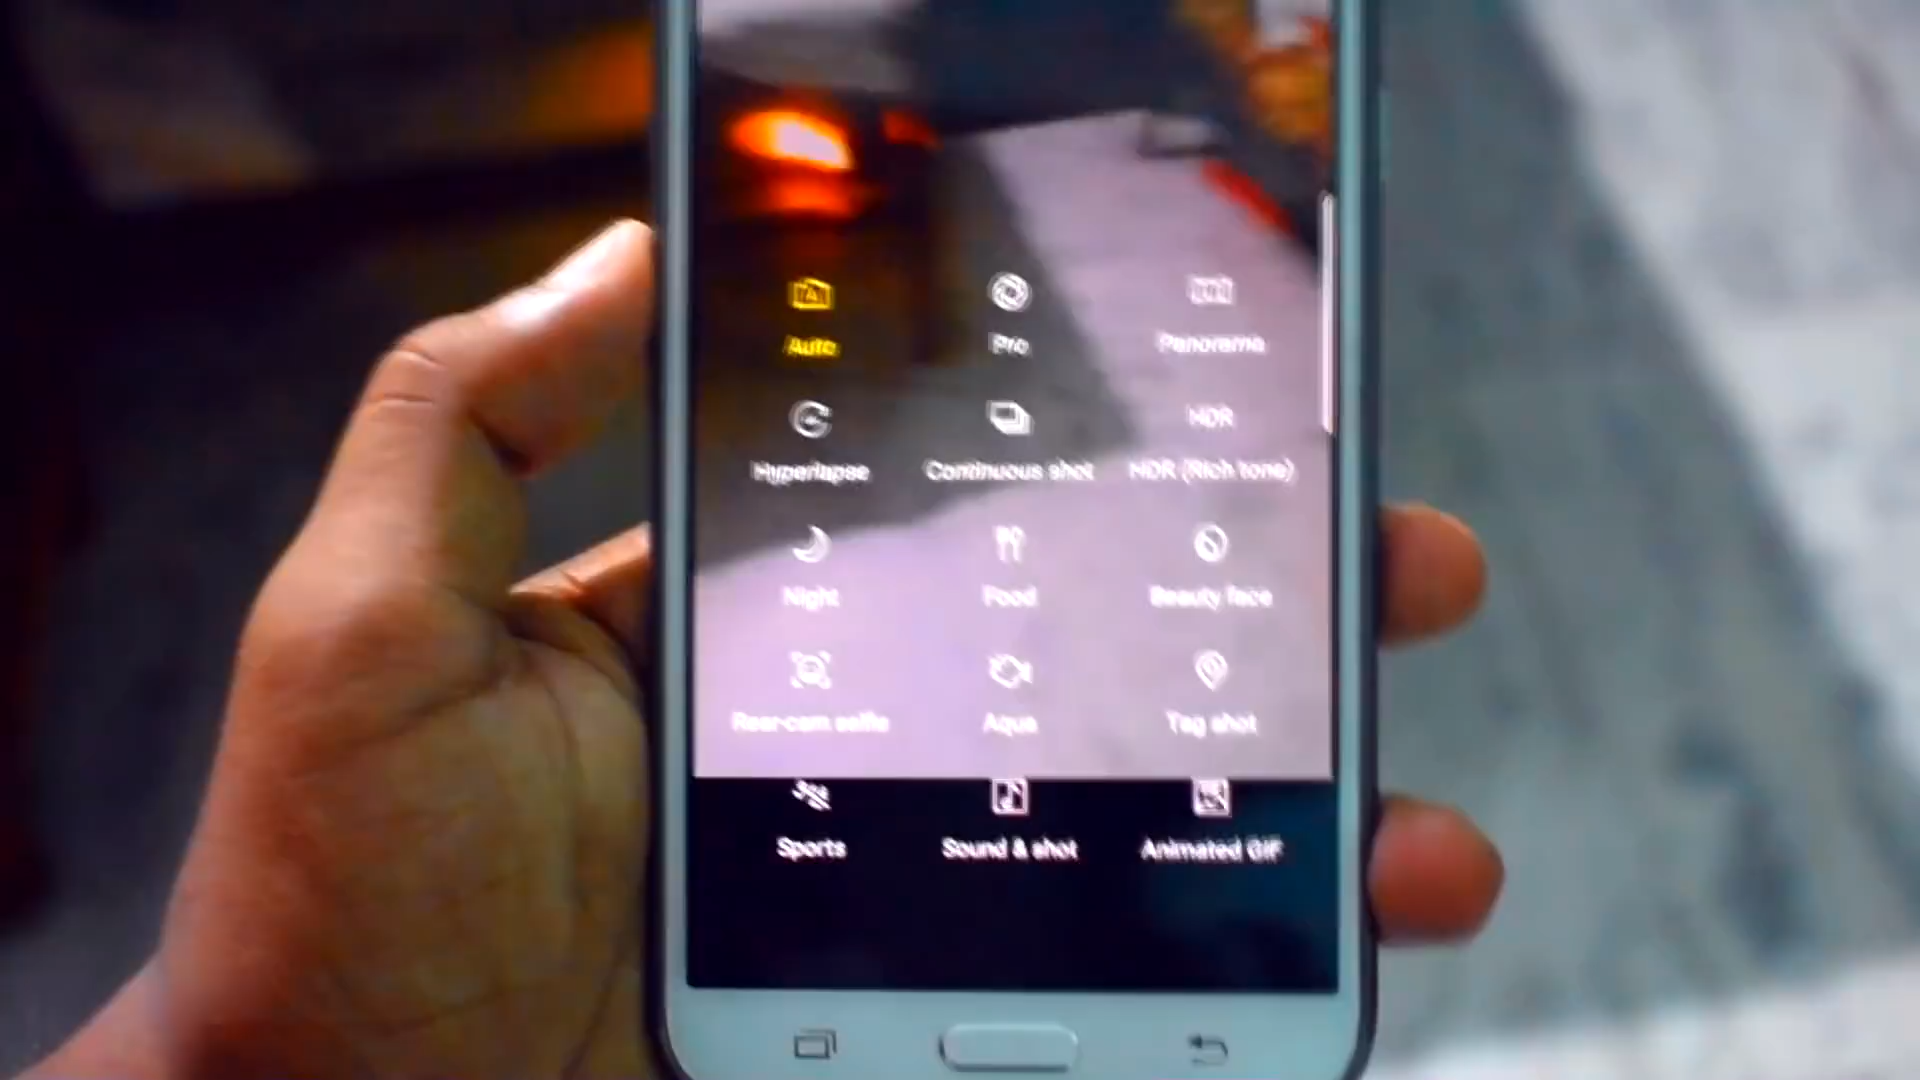 Auto
Pro
Panorama
HDR
Hyperlapse
Continuous shot
HDR (Rich tone)
Night
Food
Beauty face
Rear-cam selfie
Aqua
Tag shot
Sports
Sound & shot
Animated GIF